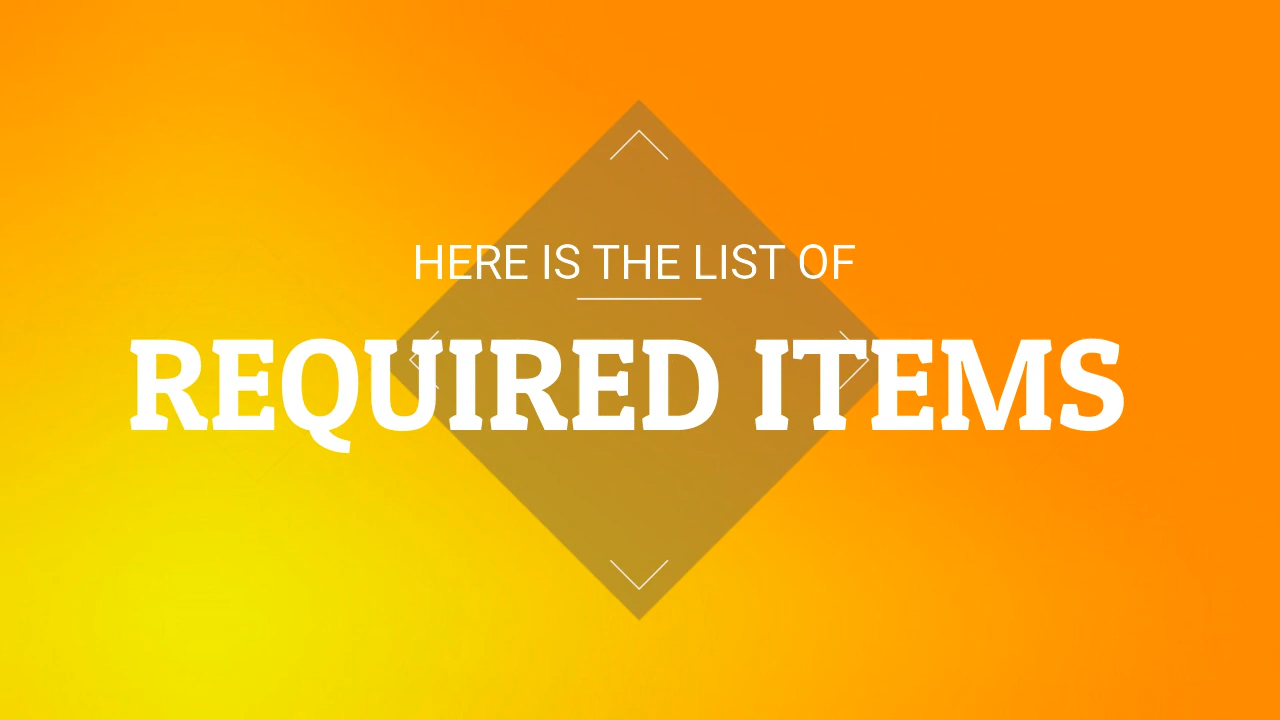 HERE IS THE LIST OF
REQUIRED ITEMS